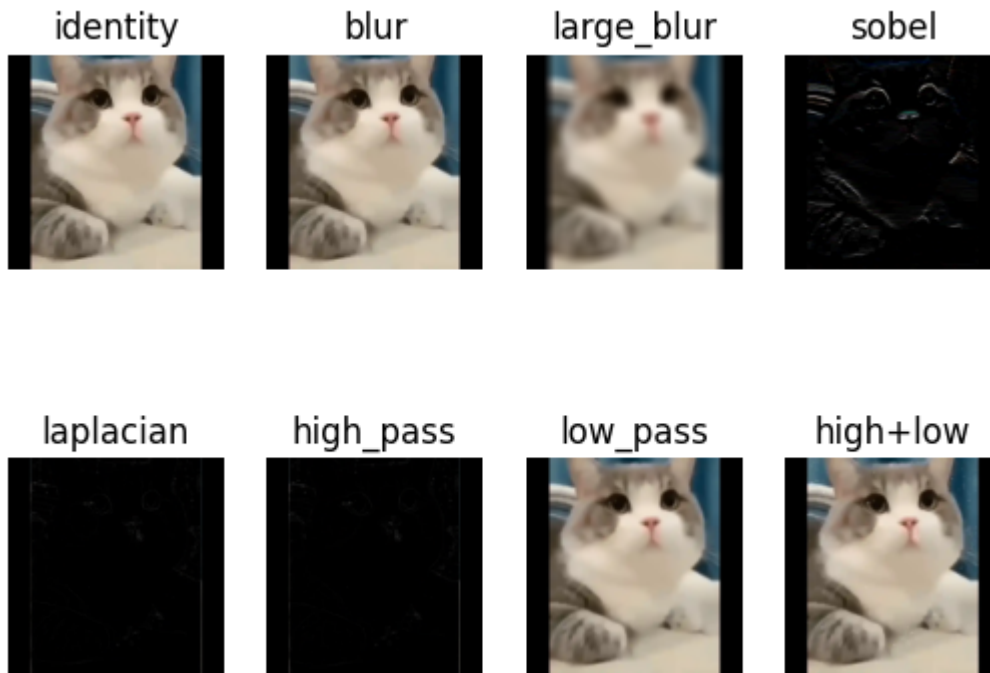 identity
blur
large_blur
sobel
laplacian
high_pass
low_pass
high+low